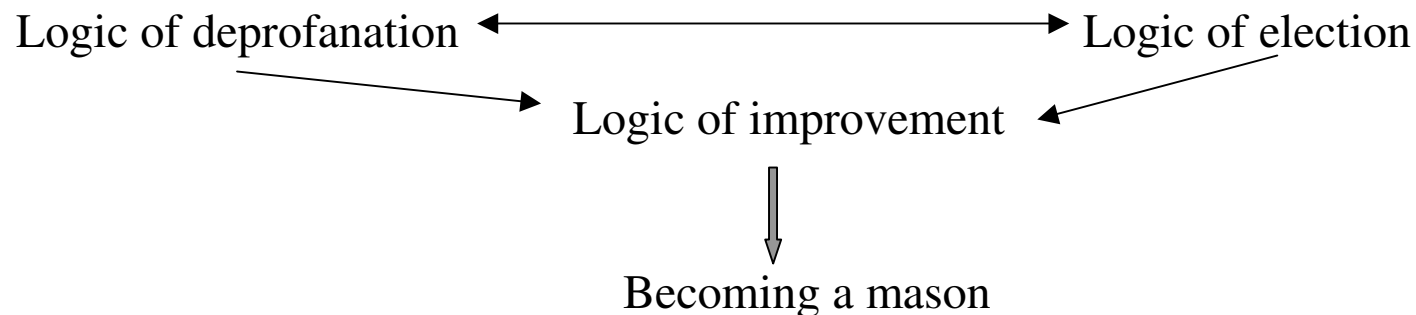 Logic of deprofanation Logic of election
Logic of improvement
Becoming a mason